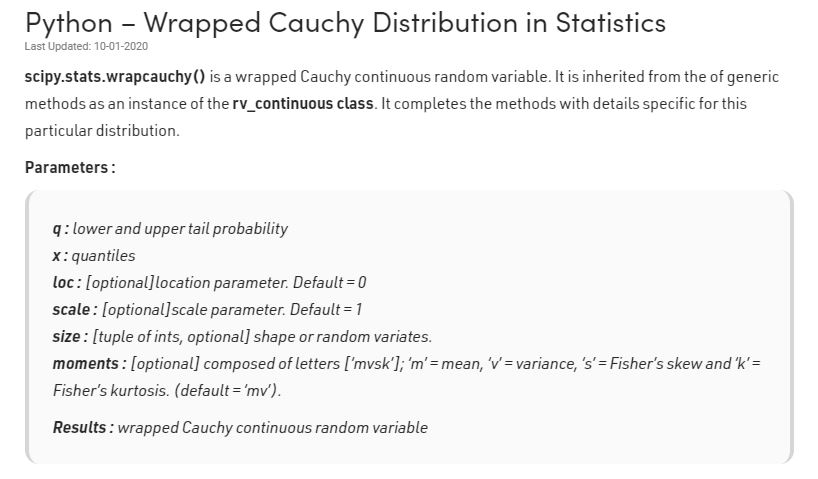 Python – Wrapped Cauchy Distribution in Statistics
Last Updated: 10-01-2020
scipy.stats.wrapcauchy() is a wrapped Cauchy continuous random variable. It is inherited from the of generic
methods as an instance of the rv_continuous class. It completes the methods with details specific for this
particular distribution.
Parameters :
q : lower and upper tail probability
x : quantiles
loc : [optional]location parameter. Default = 0
scale : [optional]scale parameter. Default = 1
size : [tuple of ints, optional] shape or random variates.
moments : [optional] composed of letters [‘mvsk’]; ‘m’ = mean, ‘v’ = variance, ‘s’ = Fisher’s skew and ‘k’ =
Fisher’s kurtosis. (default = ‘mv’).
Results : wrapped Cauchy continuous random variable